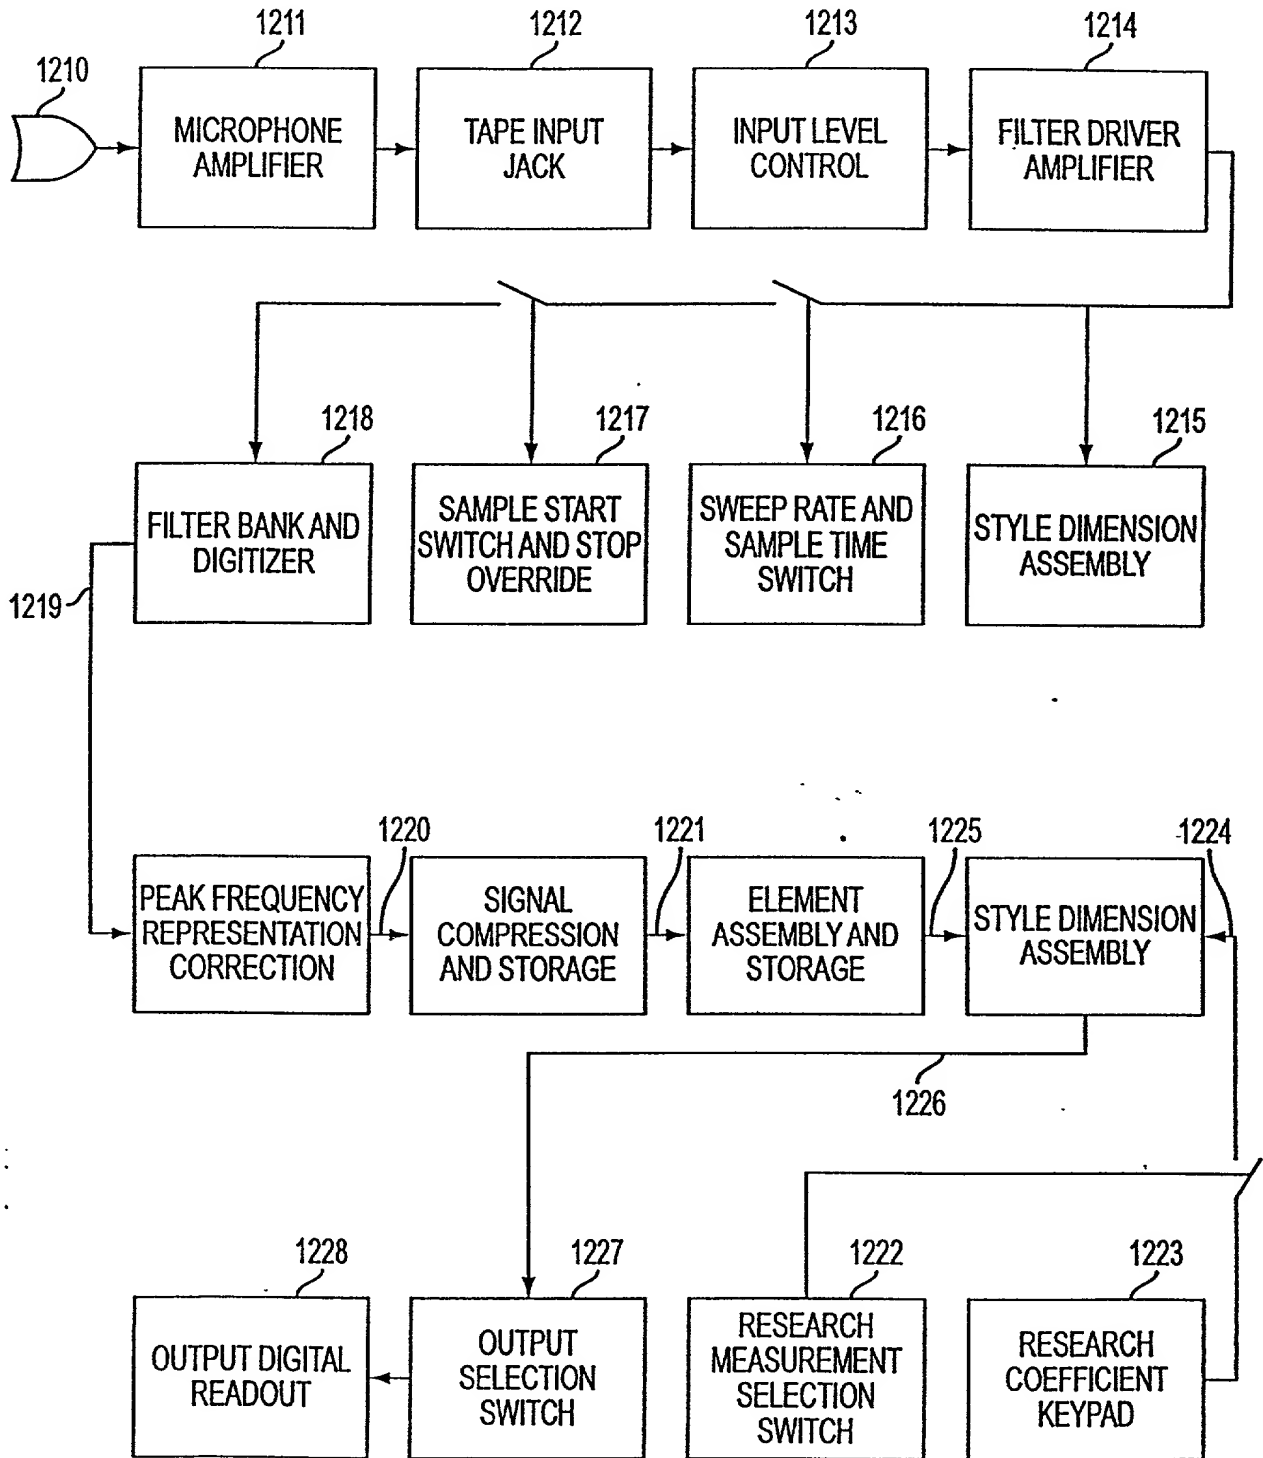 1211
1212
1213
1214
1210
MICROPHONE
AMPLIFIER
TAPE INPUT
JACK
INPUT LEVEL
CONTROL
FILTER DRIVER
AMPLIFIER
1218
1217
1216
1215
FILTER BANK AND
DIGITIZER
SAMPLE START
SWITCH AND STOP
OVERRIDE
SWEEP RATE AND
SAMPLE TIME
SWITCH
STYLE DIMENSION
ASSEMBLY
1219
1220
1221
1225
1224
PEAK FREQUENCY
REPRESENTATION
CORRECTION
SIGNAL
COMPRESSION
AND STORAGE
ELEMENT
ASSEMBLY AND
STORAGE
STYLE DIMENSION
ASSEMBLY
1226
1228
1227
1222
1223
OUTPUT DIGITAL
READOUT
OUTPUT
SELECTION
SWITCH
RESEARCH
MEASUREMENT
SELECTION
SWITCH
RESEARCH
COEFFICIENT
KEYPAD